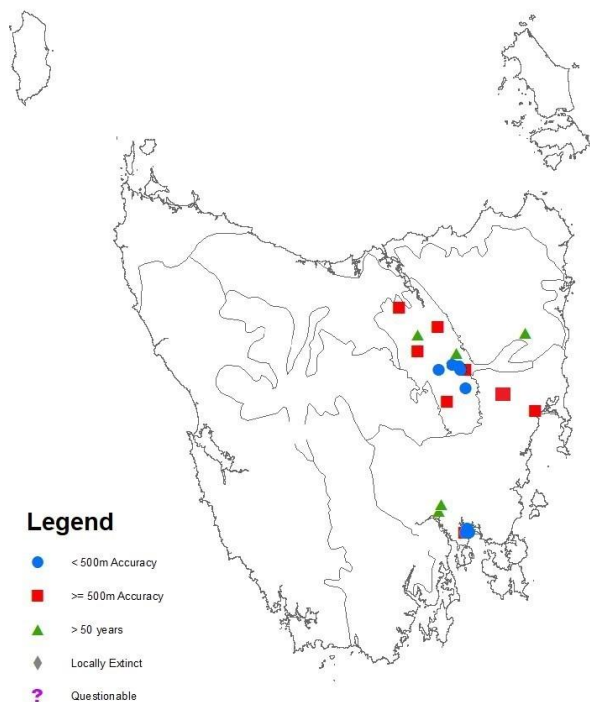 Legend
< 500m Accuracy
>= 500m Accuracy
> 50 years
Locally Extinct
? Questionable